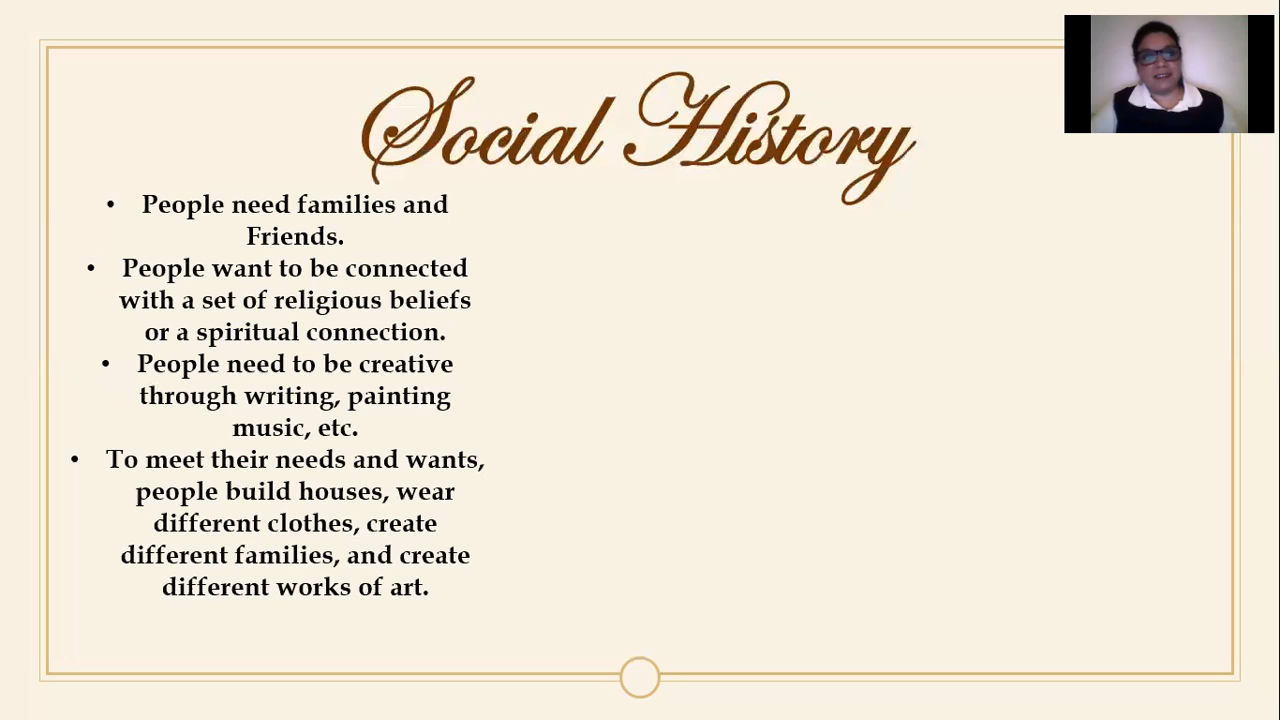 Social History
• People need families and
Friends.
• People want to be connected
with a set of religious beliefs
or a spiritual connection.
• People need to be creative
through writing, painting
music, etc.
• To meet their needs and wants,
people build houses, wear
different clothes, create
different families, and create
different works of art.